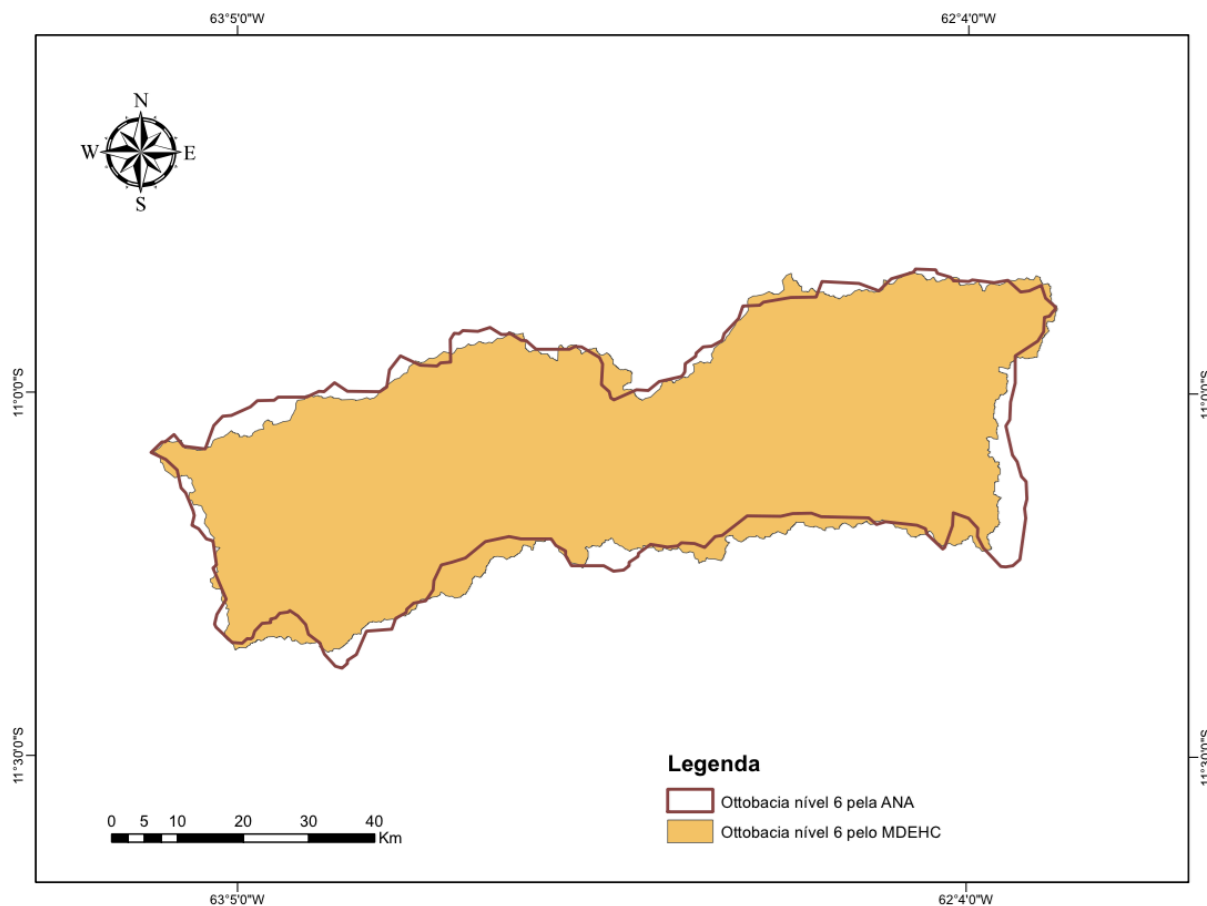 63°5'0"W
62°4'0"W
N
W
E
S
11°0'0"S
11°0'0"S
11°30'0"S
11°30'0"S
Legenda
Ottobacia nível 6 pela ANA
Ottobacia nível 6 pelo MDEHC
0 5 10 20 30 40
Km
63°5'0"W
62°4'0"W